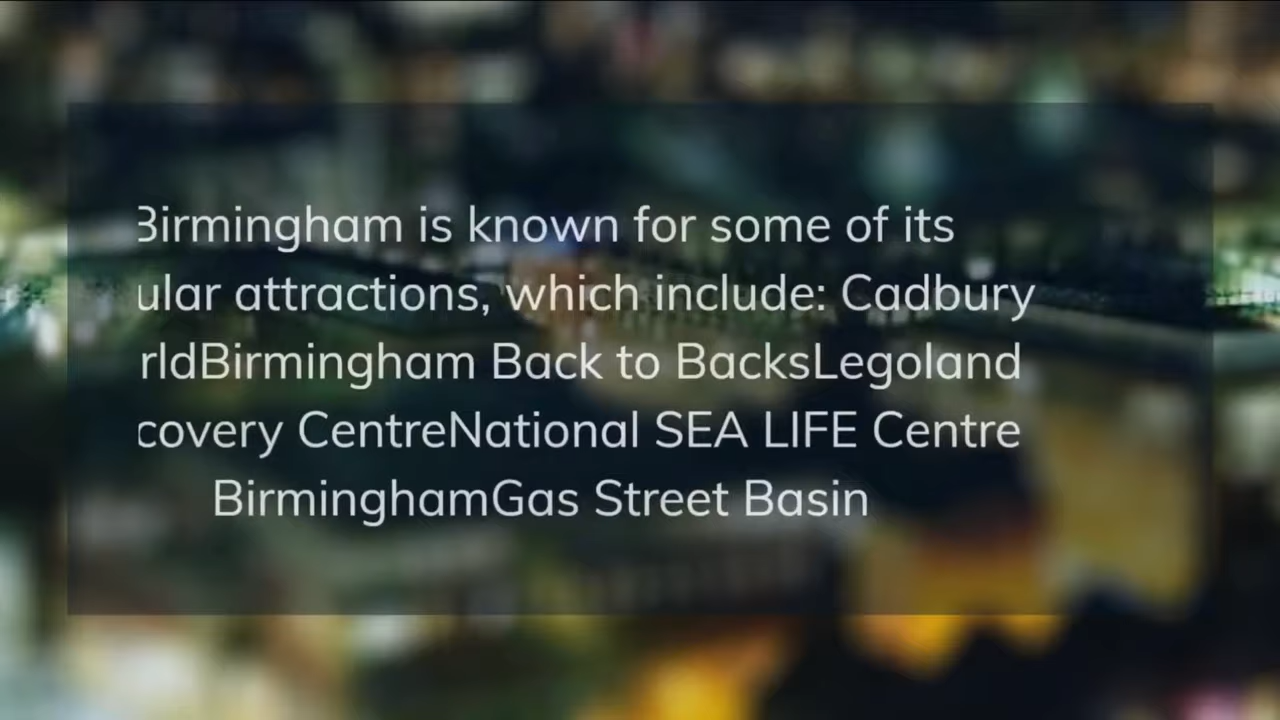 Birmingham is known for some of its
ular attractions, which include: Cadbury
rldBirmingham Back to BacksLegoland
covery CentreNational SEA LIFE Centre
BirminghamGas Street Basin